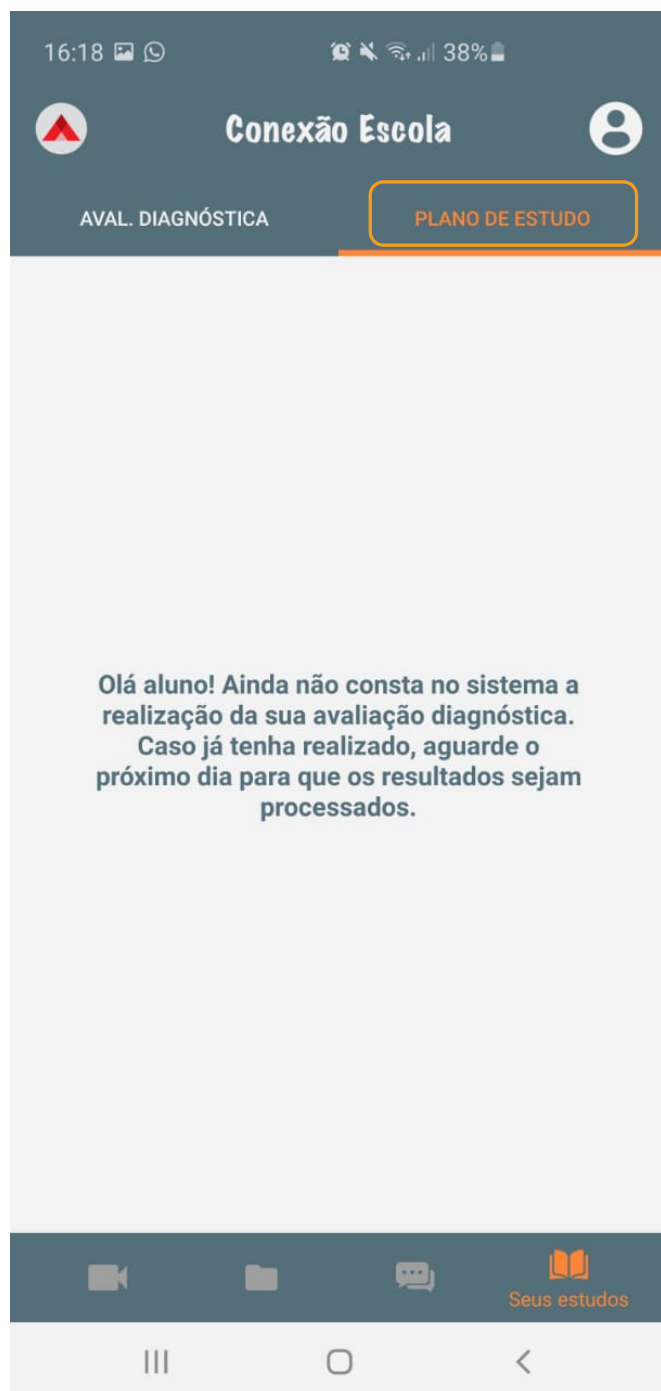 16:18 38%
Conexão Escola
AVAL. DIAGNÓSTICA PLANO DE ESTUDO
Olá aluno! Ainda não consta no sistema a
realização da sua avaliação diagnóstica.
Caso já tenha realizado, aguarde o
próximo dia para que os resultados sejam
processados.
Seus estudos